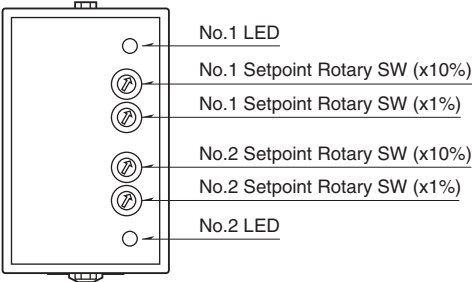 No.1 LED
No.1 Setpoint Rotary SW (x10%)
No.1 Setpoint Rotary SW (x1%)
No.2 Setpoint Rotary SW (x10%)
No.2 Setpoint Rotary SW (x1%)
No.2 LED